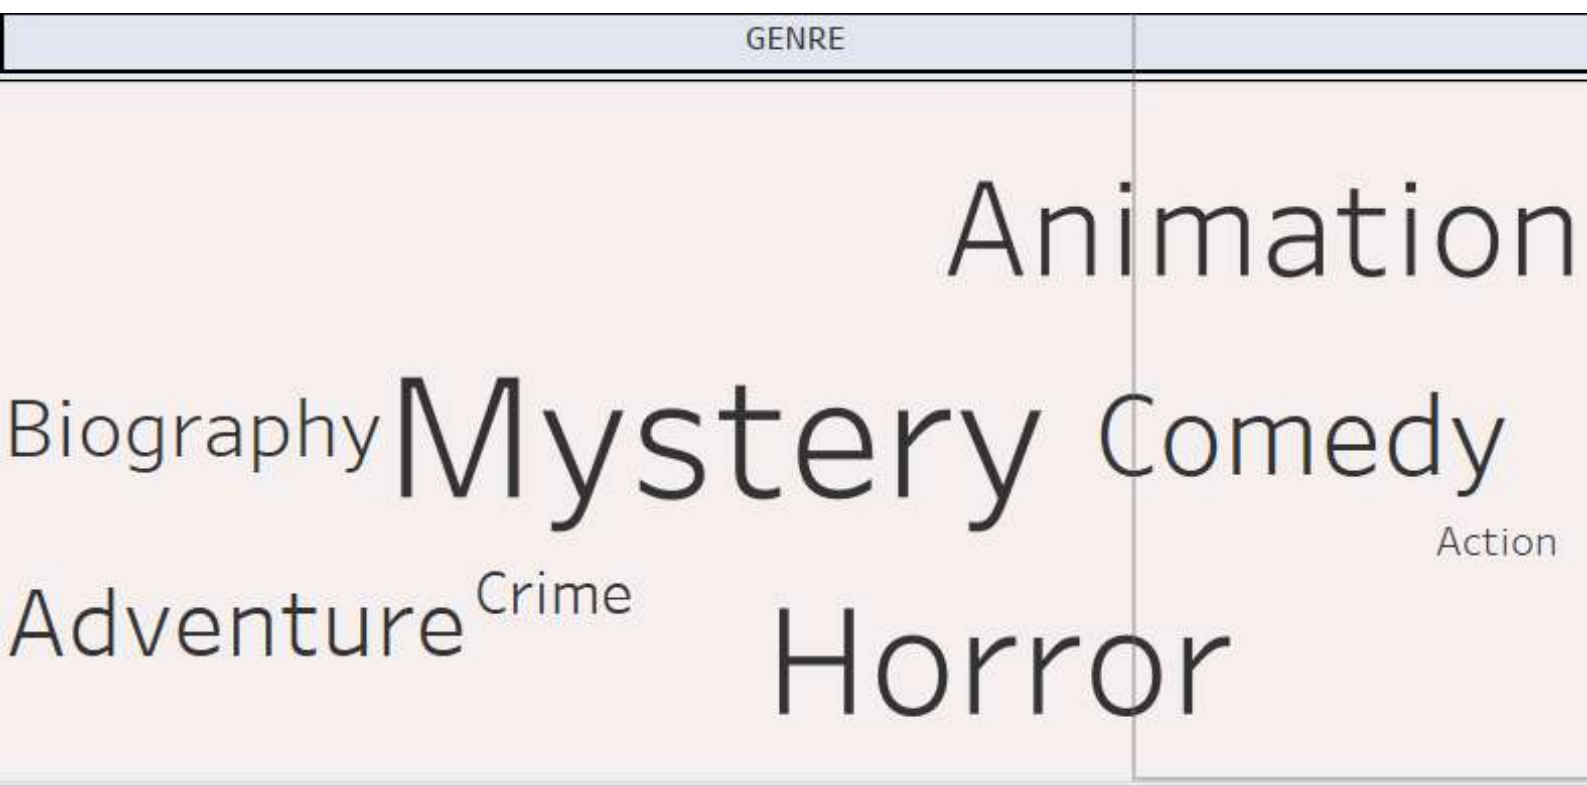 GENRE
Animation
Biography Mystery Comedy
Action
Adventure Crime
Horror